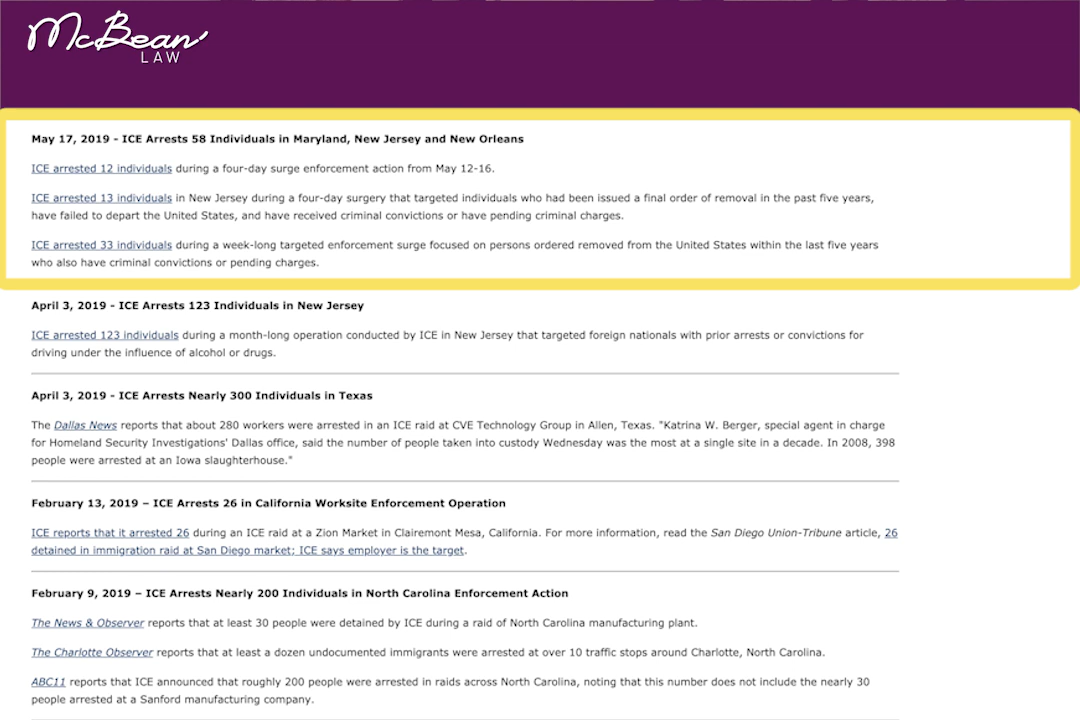 McBean
LAW
May 17, 2019 - ICE Arrests 58 Individuals in Maryland, New Jersey and New Orleans
ICE arrested 12 individuals during a four-day surge enforcement action from May 12-16.
ICE arrested 13 individuals in New Jersey during a four-day surgery that targeted individuals who had been issued a final order of removal in the past five years,
have failed to depart the United States, and have received criminal convictions or have pending criminal charges.
ICE arrested 33 individuals during a week-long targeted enforcement surge focused on persons ordered removed from the United States within the last five years
who also have criminal convictions or pending charges.
April 3, 2019 - ICE Arrests 123 Individuals in New Jersey
ICE arrested 123 individuals during a month-long operation conducted by ICE in New Jersey that targeted foreign nationals with prior arrests or convictions for
driving under the influence of alcohol or drugs.
April 3, 2019 - ICE Arrests Nearly 300 Individuals in Texas
The Dallas News reports that about 280 workers were arrested in an ICE raid at CVE Technology Group in Allen, Texas. "Katrina W. Berger, special agent in charge
for Homeland Security Investigations' Dallas office, said the number of people taken into custody Wednesday was the most at a single site in a decade. In 2008, 398
people were arrested at an Iowa slaughterhouse."
February 13, 2019 – ICE Arrests 26 in California Worksite Enforcement Operation
ICE reports that it arrested 26 during an ICE raid at a Zion Market in Clairemont Mesa, California. For more information, read the San Diego Union-Tribune article, 26
detained in immigration raid at San Diego market; ICE says employer is the target.
February 9, 2019 – ICE Arrests Nearly 200 Individuals in North Carolina Enforcement Action
The News & Observer reports that at least 30 people were detained by ICE during a raid of North Carolina manufacturing plant.
The Charlotte Observer reports that at least a dozen undocumented immigrants were arrested at over 10 traffic stops around Charlotte, North Carolina.
ABC11 reports that ICE announced that roughly 200 people were arrested in raids across North Carolina, noting that this number does not include the nearly 30
people arrested at a Sanford manufacturing company.